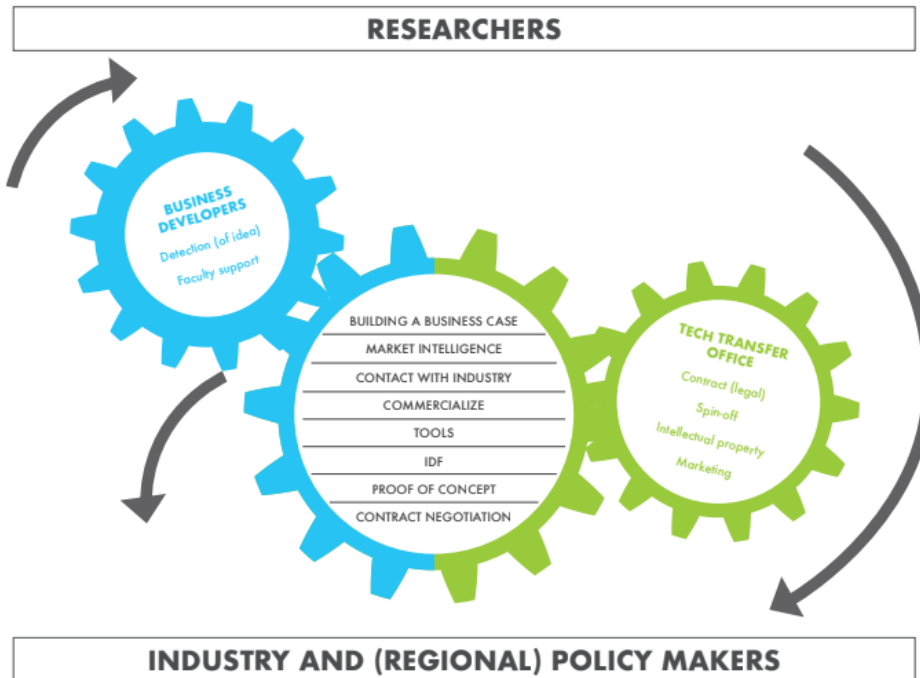 RESEARCHERS
BUSINESS
DEVELOPERS
Detection (of idea)
Faculty support
BUILDING A BUSINESS CASE
MARKET INTELLIGENCE
CONTACT WITH INDUSTRY
COMMERCIALIZE
TOOLS
IDF
PROOF OF CONCEPT
CONTRACT NEGOTIATION
TECH TRANSFER
OFFICE
Contract (legal)
Spin-off
Intellectual property
Marketing
INDUSTRY AND (REGIONAL) POLICY MAKERS